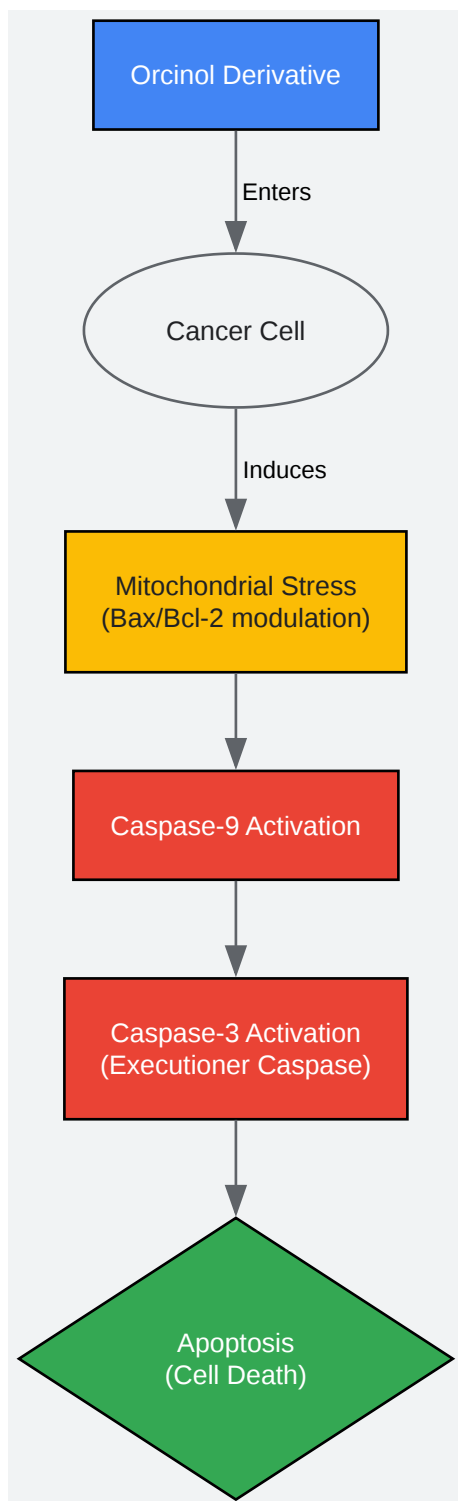 Orcinol Derivative
Enters
Cancer Cell
Induces
Mitochondrial Stress
(Bax/Bcl-2 modulation)
Caspase-9 Activation
Caspase-3 Activation
(Executioner Caspase)
Apoptosis
(Cell Death)